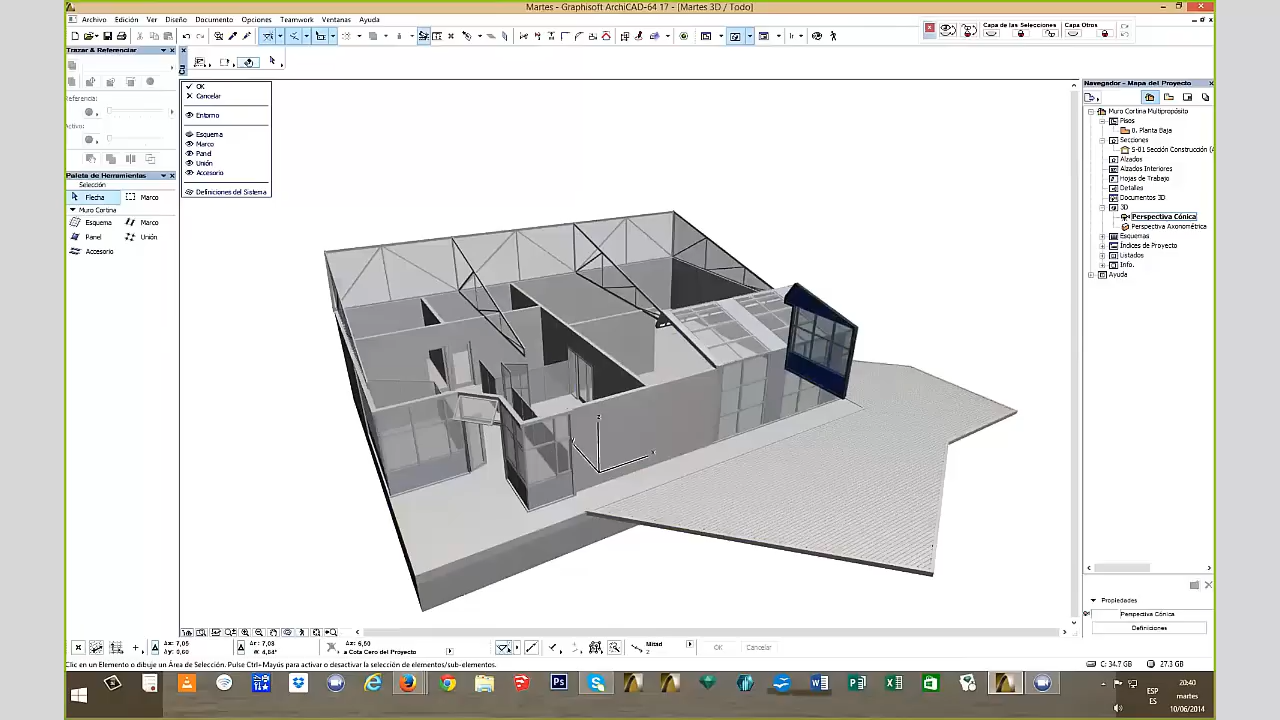 Martes - Graphisoft ArchiCAD-64 17 - [Martes 3D / Todo]
Archivo Edición Ver Diseño Documento Opciones Teamwork Ventanas Ayuda
Capa de las Selecciones Capa Otros
Trazar & Referenciar
Referencia:
Activo:
Paleta de Herramientas
Selección
Flecha Marco
Muro Cortina
Esquema Marco
Panel Unión
Accesorio
OK
Cancelar
Entorno
Esquema
Marco
Panel
Unión
Accesorio
Definiciones del Sistema
Navegador - Mapa del Proyecto
Muro Cortina Multipropósito
Pisos
0. Planta Baja
Secciones
S-01 Sección Construcción (A
Alzados
Alzados Interiores
Hojas de Trabajo
Detalles
Documentos 3D
3D
Perspectiva Cónica
Perspectiva Axonométrica
Esquemas
Índices de Proyecto
Listados
Info.
Ayuda
Propiedades
Perspectiva Cónica
Definiciones
a Cota Cero del Proyecto
Mitad
2
OK Cancelar
Clic en un Elemento o dibuje un Área de Selección. Pulse Ctrl+Mayús para activar o desactivar la selección de elementos/sub-elementos.
C: 34.7 GB 27.3 GB
ESP
ES
20:40
martes
10/06/2014